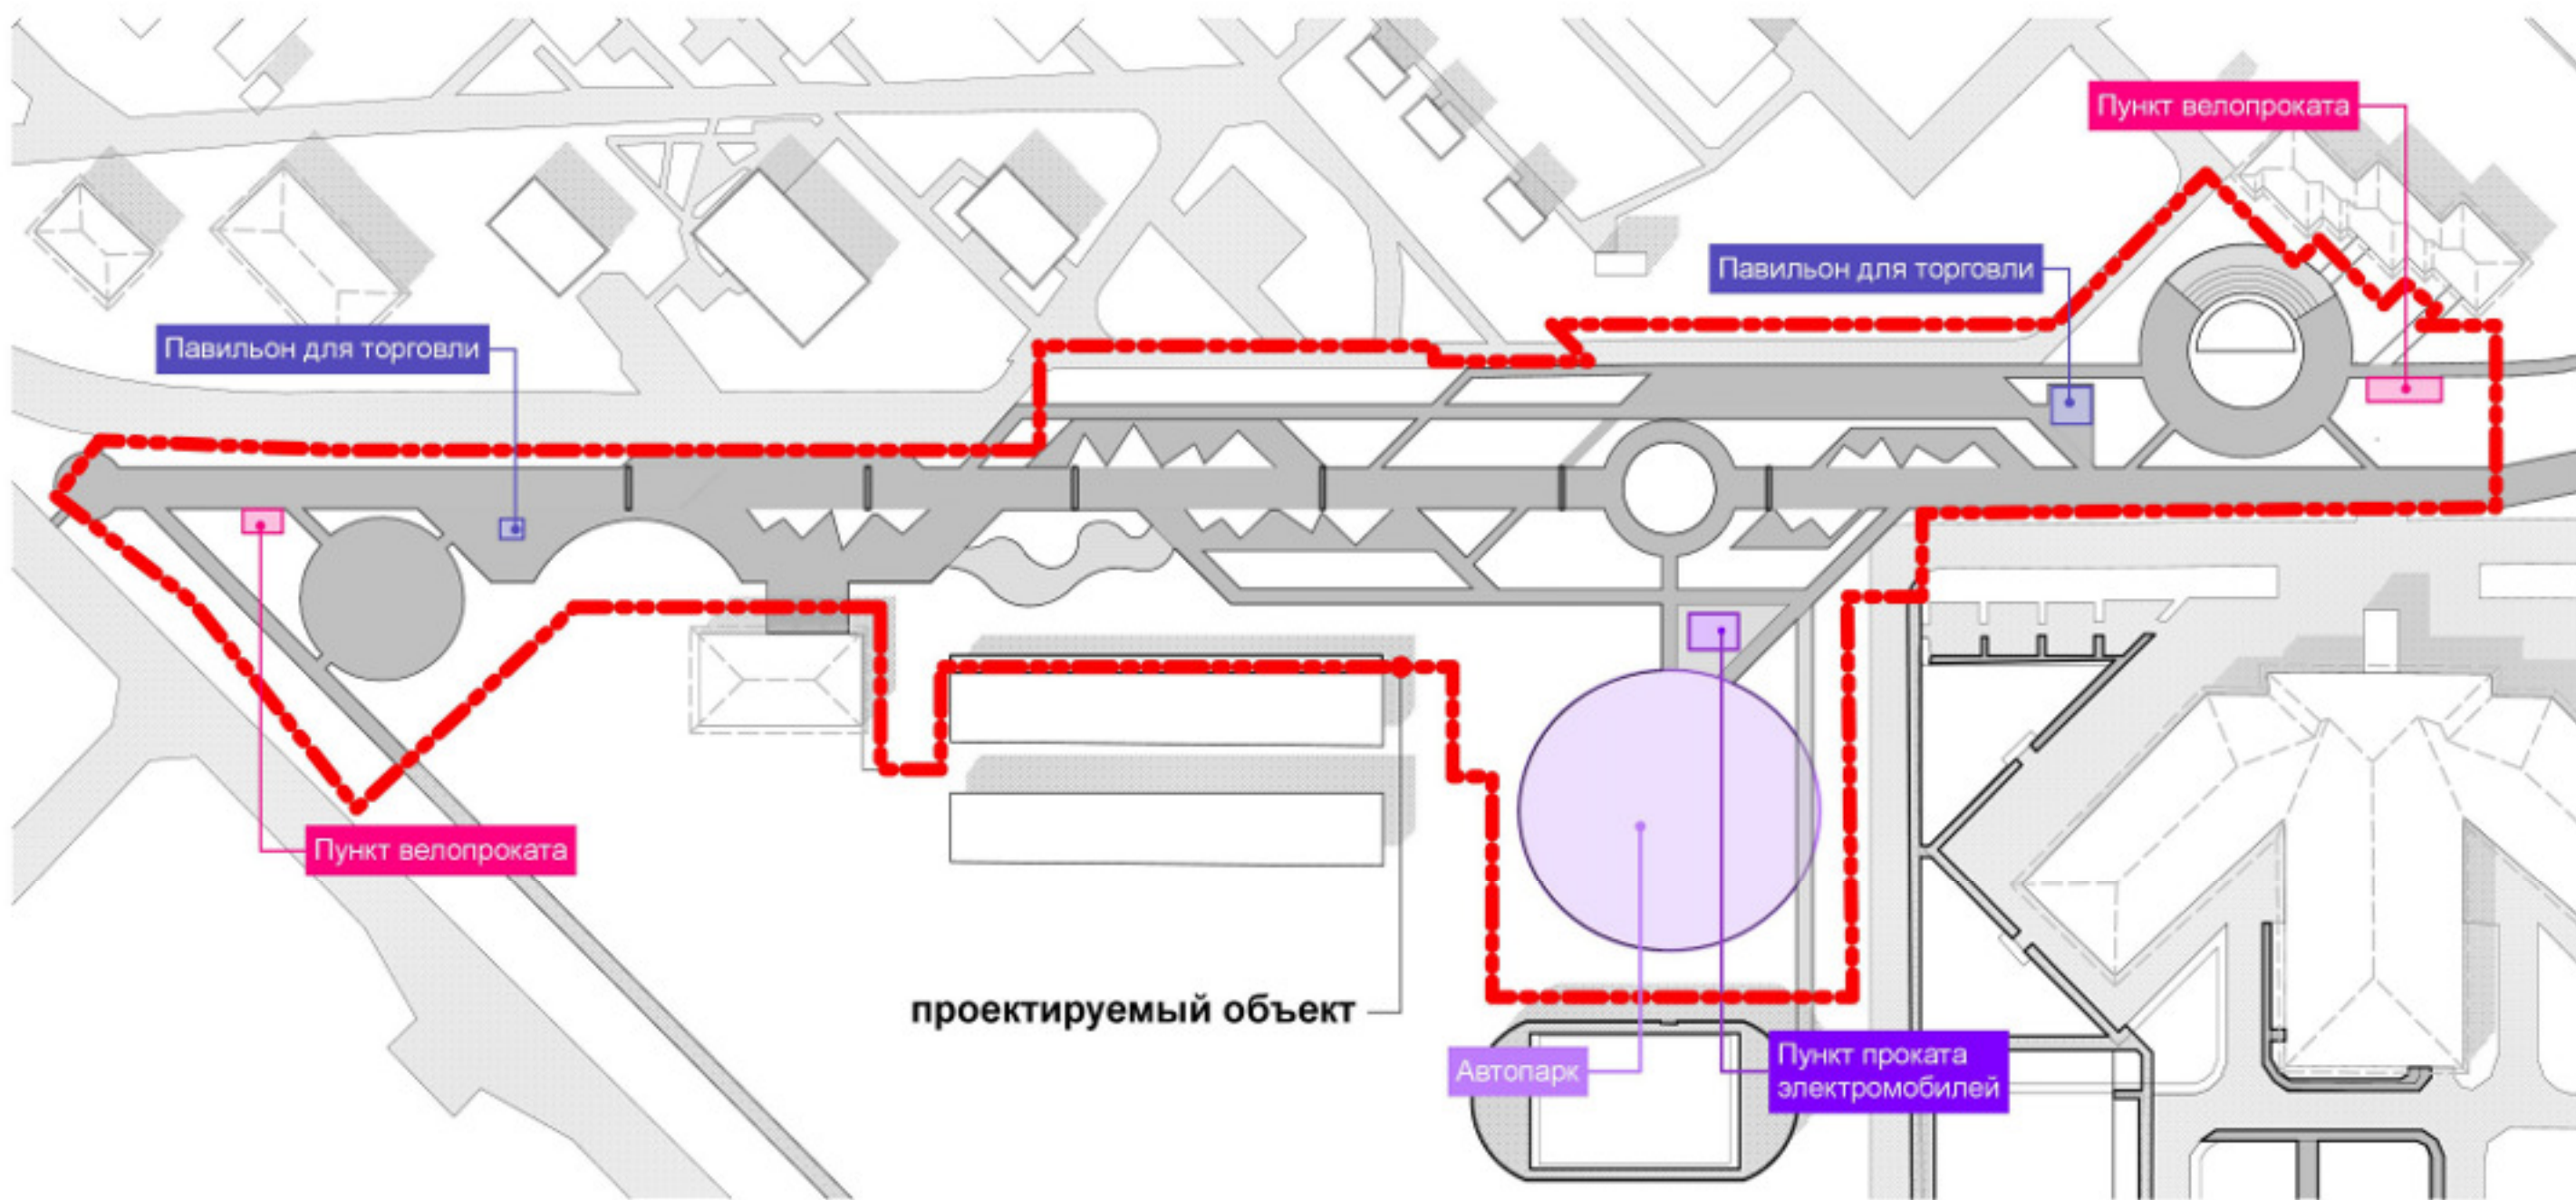 Пункт велопроката
Павильон для торговли
Павильон для торговли
Пункт велопроката
проектируемый объект
Автопарк
Пункт проката
электромобилей